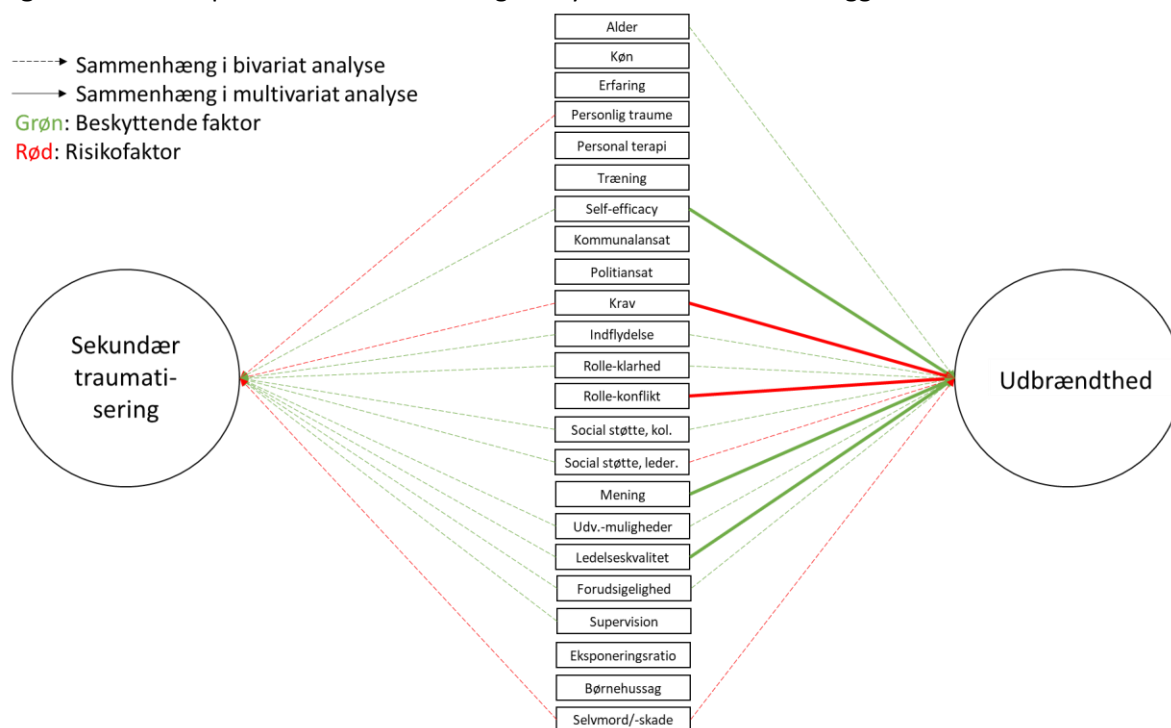 Sammenhæng i bivariat analyse
Sammenhæng i multivariat analyse
Grøn: Beskyttende faktor
Rød: Risikofaktor
Alder
Køn
Erfaring
Personlig traume
Personal terapi
Træning
Self-efficacy
Kommunalansat
Politiansat
Krav
Indflydelse
Rolle-klarhed
Rolle-konflikt
Social støtte, kol.
Social støtte, leder.
Mening
Udv.-muligheder
Ledelseskvalitet
Forudsigelighed
Supervision
Eksponeringsratio
Børnehussag
Selvmord/-skade
Sekundær
traumati-
sering
Udbrændthed